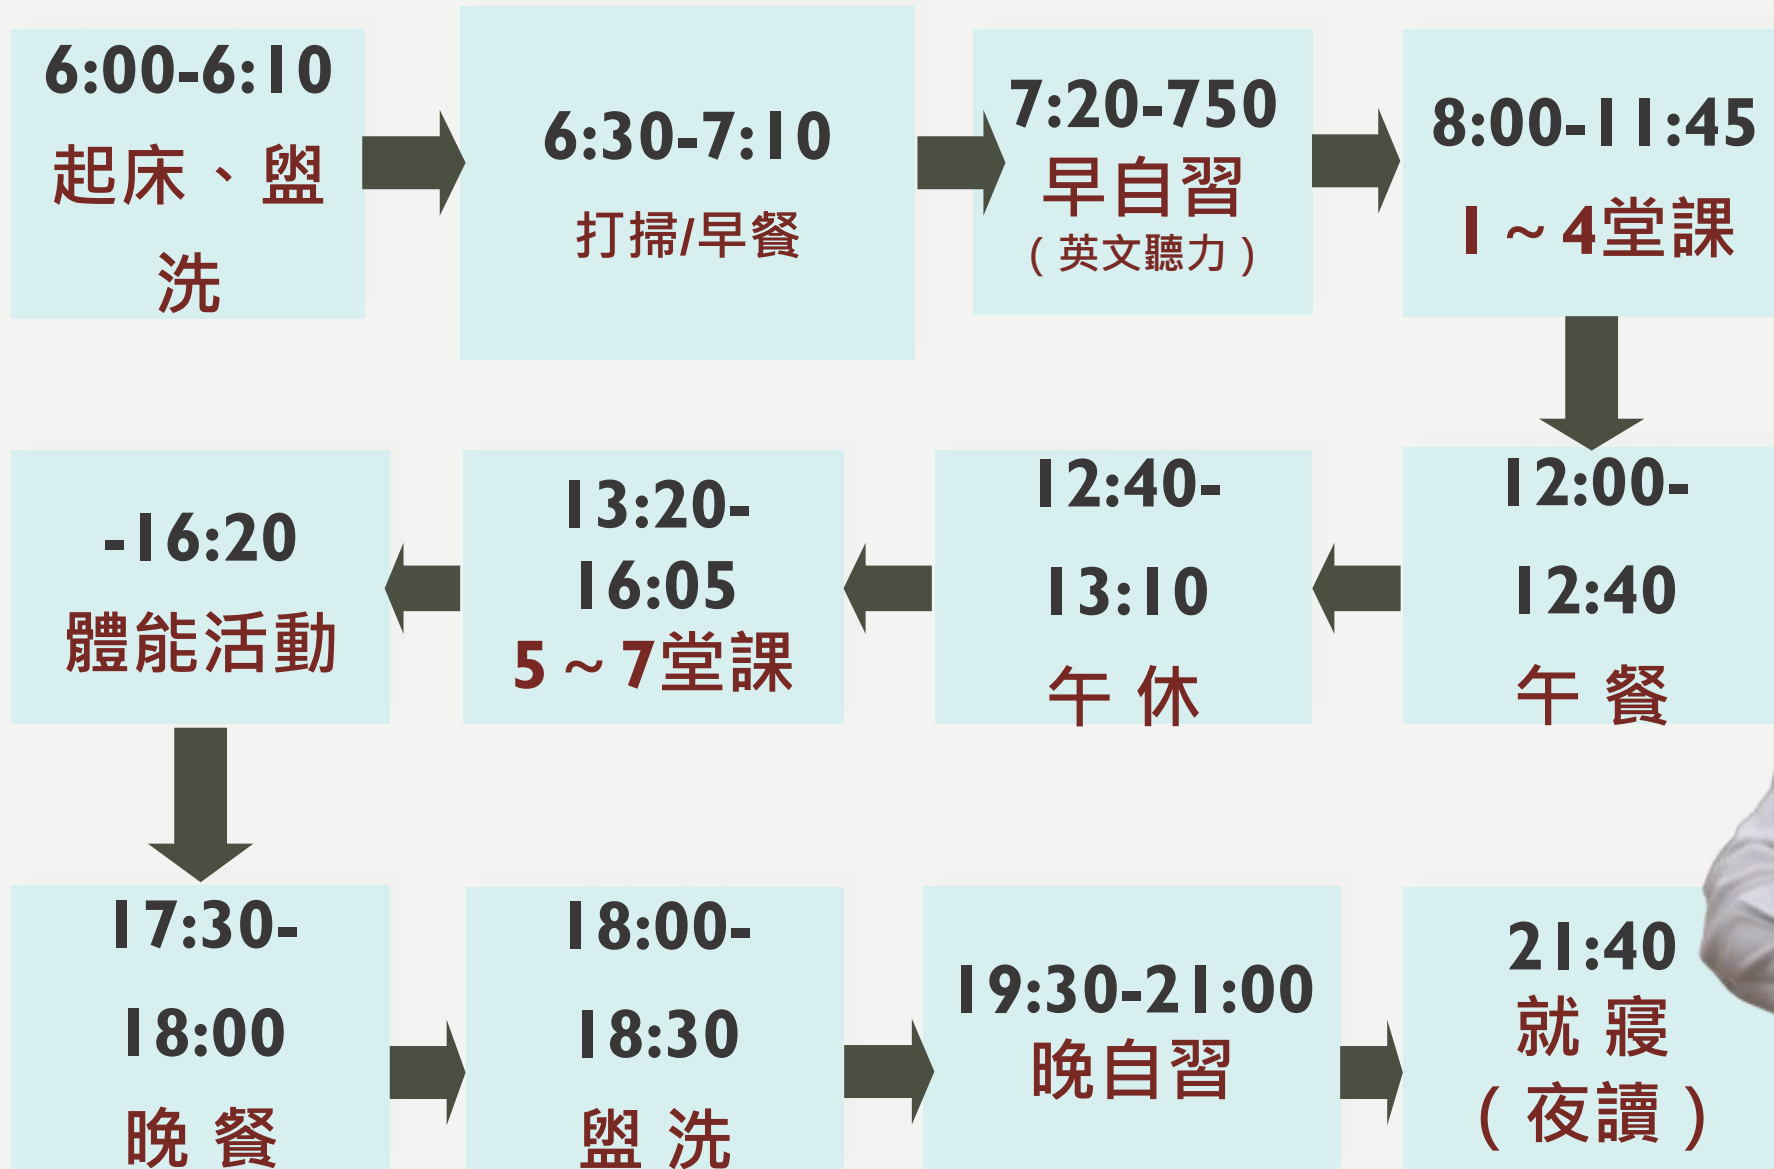 6:00-6:10
起床、盥
洗
6:30-7:10
打掃/早餐
7:20-750
早自習
(英文聽力)
8:00-11:45
1~4堂課
12:00-
12:40
午 餐
12:40-
13:10
午 休
13:20-
16:05
5~7堂課
-16:20
體能活動
17:30-
18:00
晚 餐
18:00-
18:30
盥 洗
19:30-21:00
晚自習
21:40
就 寢
(夜讀)